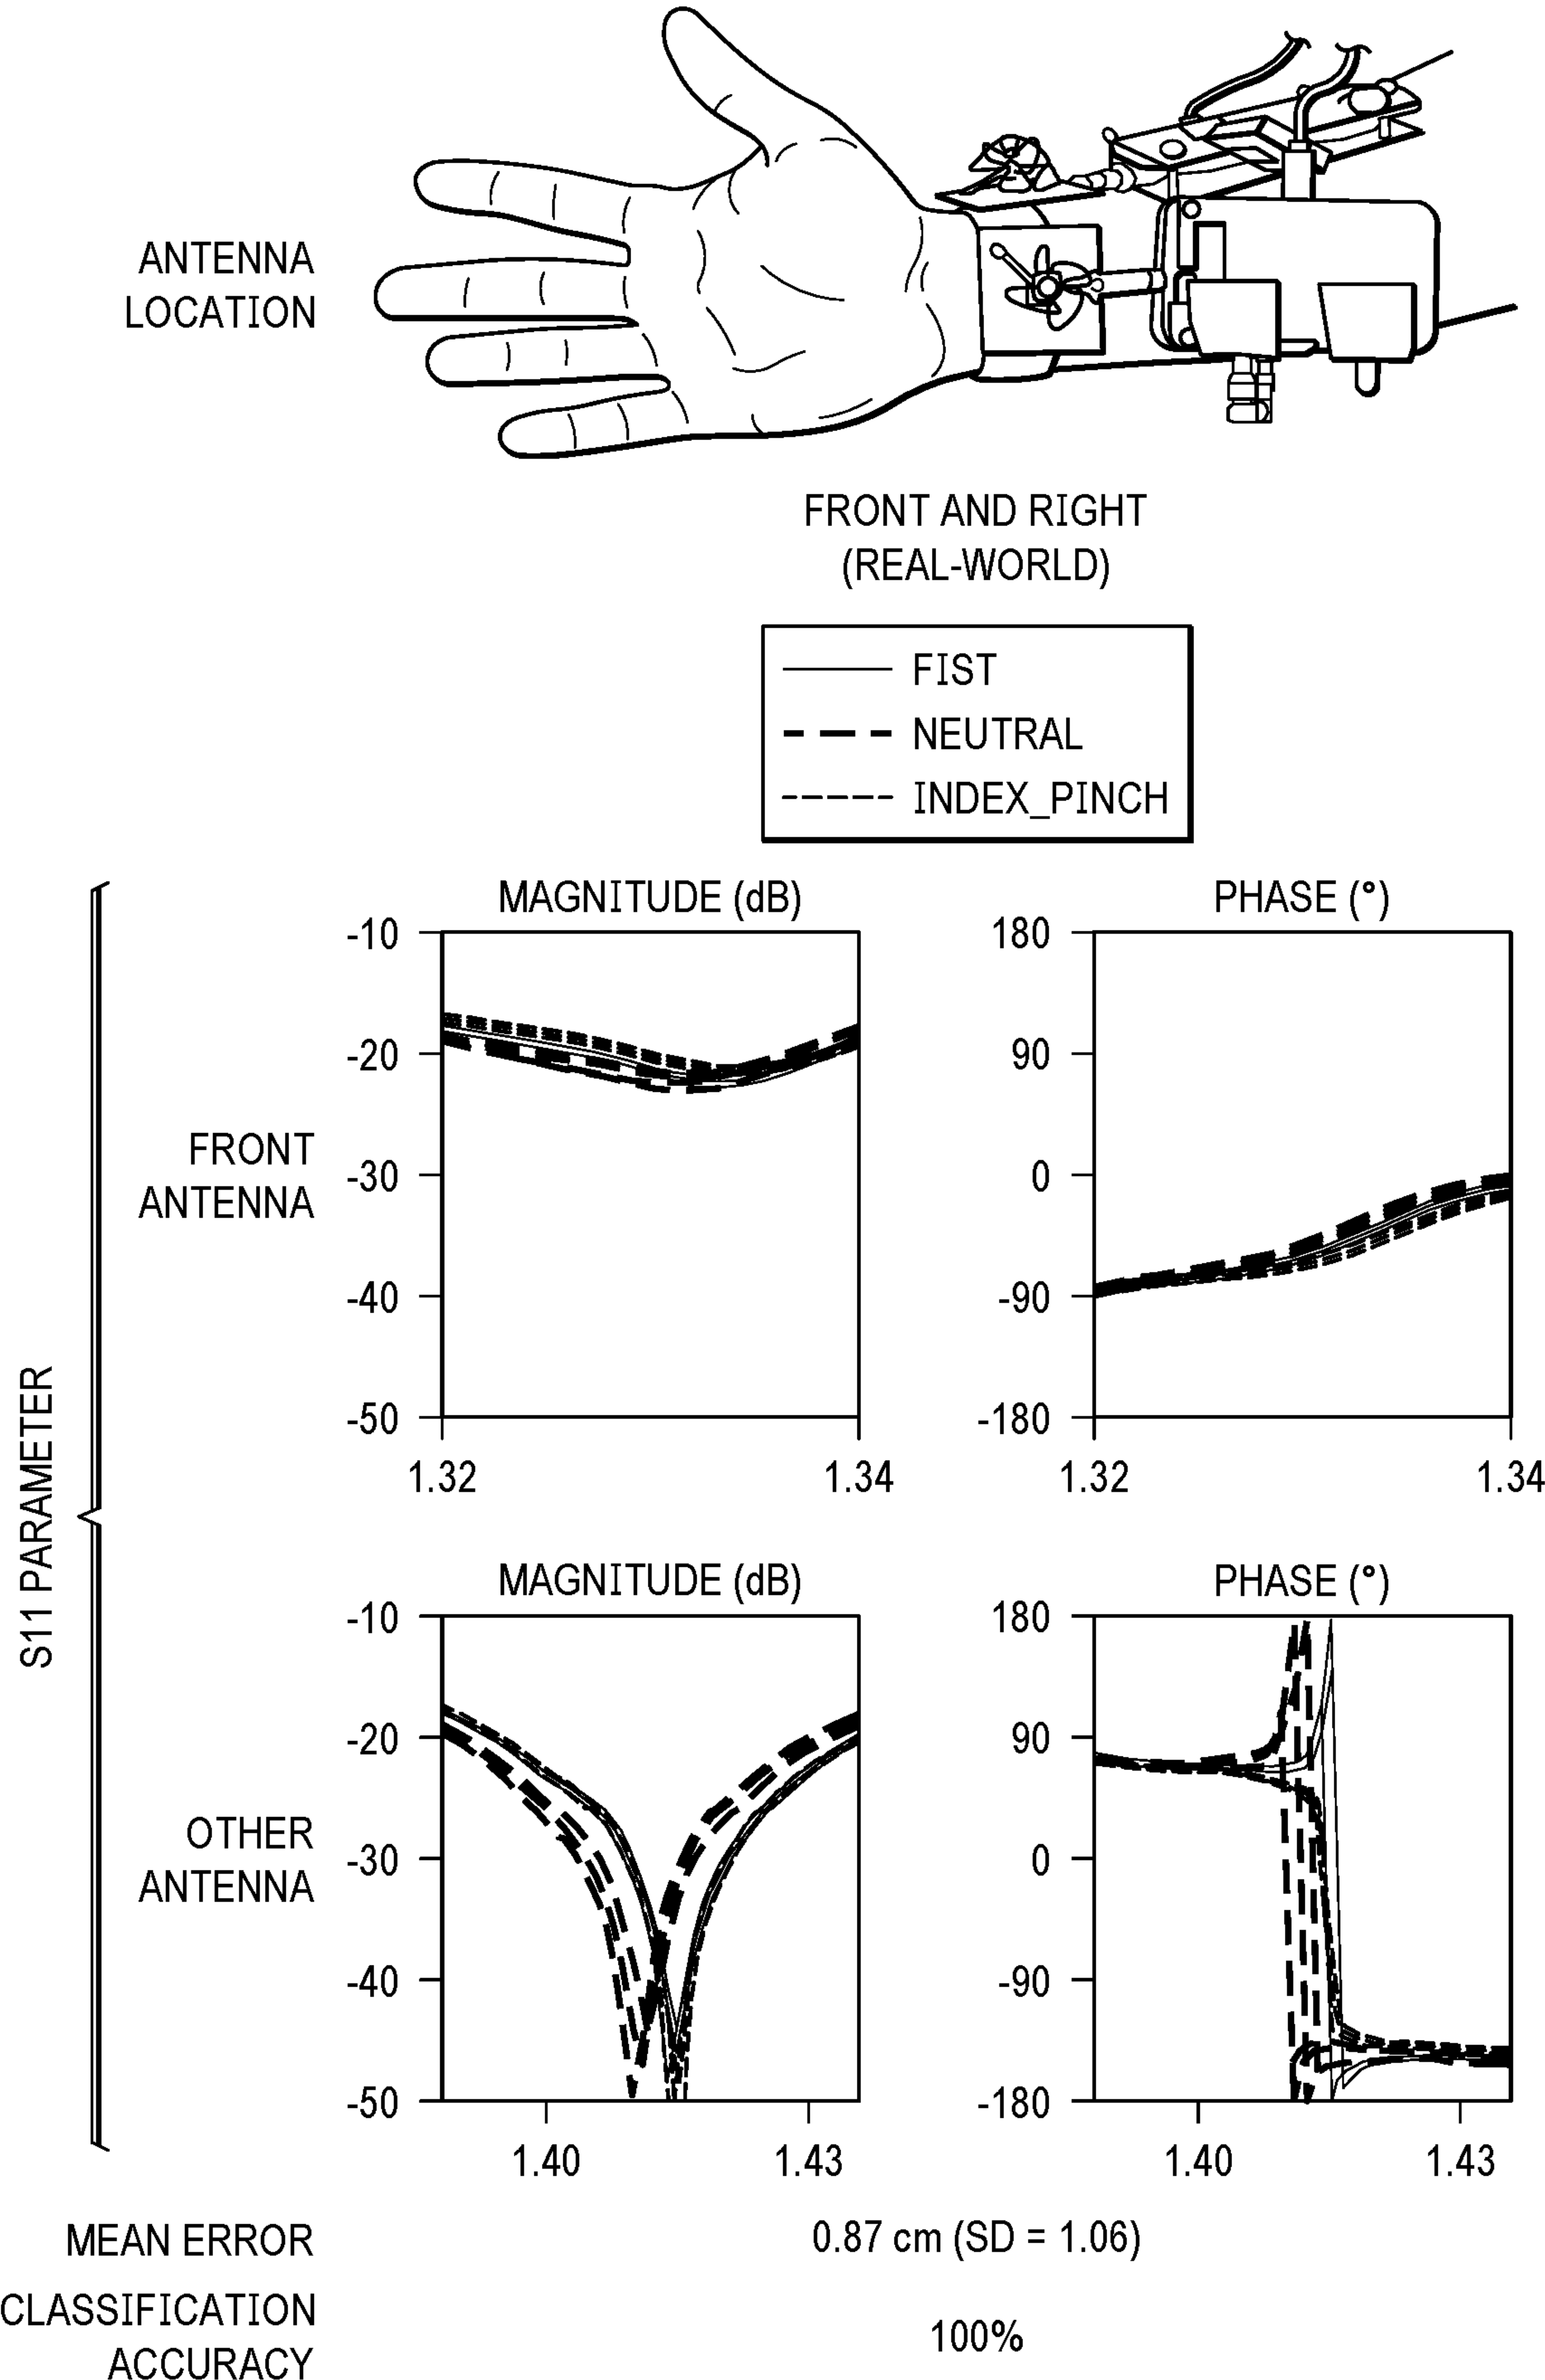 ANTENNA
LOCATION
FRONT AND RIGHT
(REAL-WORLD)
FIST
NEUTRAL
INDEX_PINCH
S11 PARAMETER
FRONT
ANTENNA
MAGNITUDE (dB)
-10
-20
-30
-40
-50
1.32
1.34
PHASE (°)
180
90
0
-90
-180
1.32
1.34
OTHER
ANTENNA
MAGNITUDE (dB)
-10
-20
-30
-40
-50
1.40
1.43
PHASE (°)
180
90
0
-90
-180
1.40
1.43
MEAN ERROR
0.87 cm (SD = 1.06)
CLASSIFICATION
ACCURACY
100%